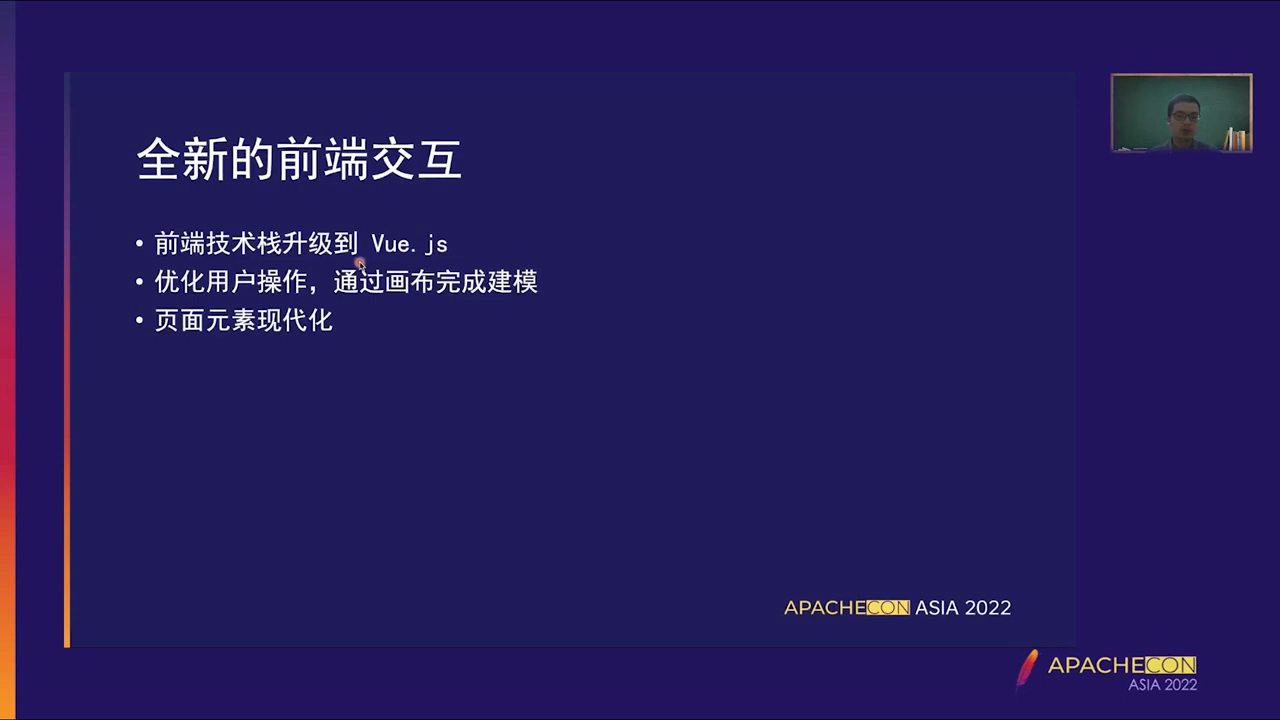 全新的前端交互
• 前端技术栈升级到 Vue.js
• 优化用户操作，通过画布完成建模
• 页面元素现代化
APACHECON ASIA 2022
APACHECON
ASIA 2022